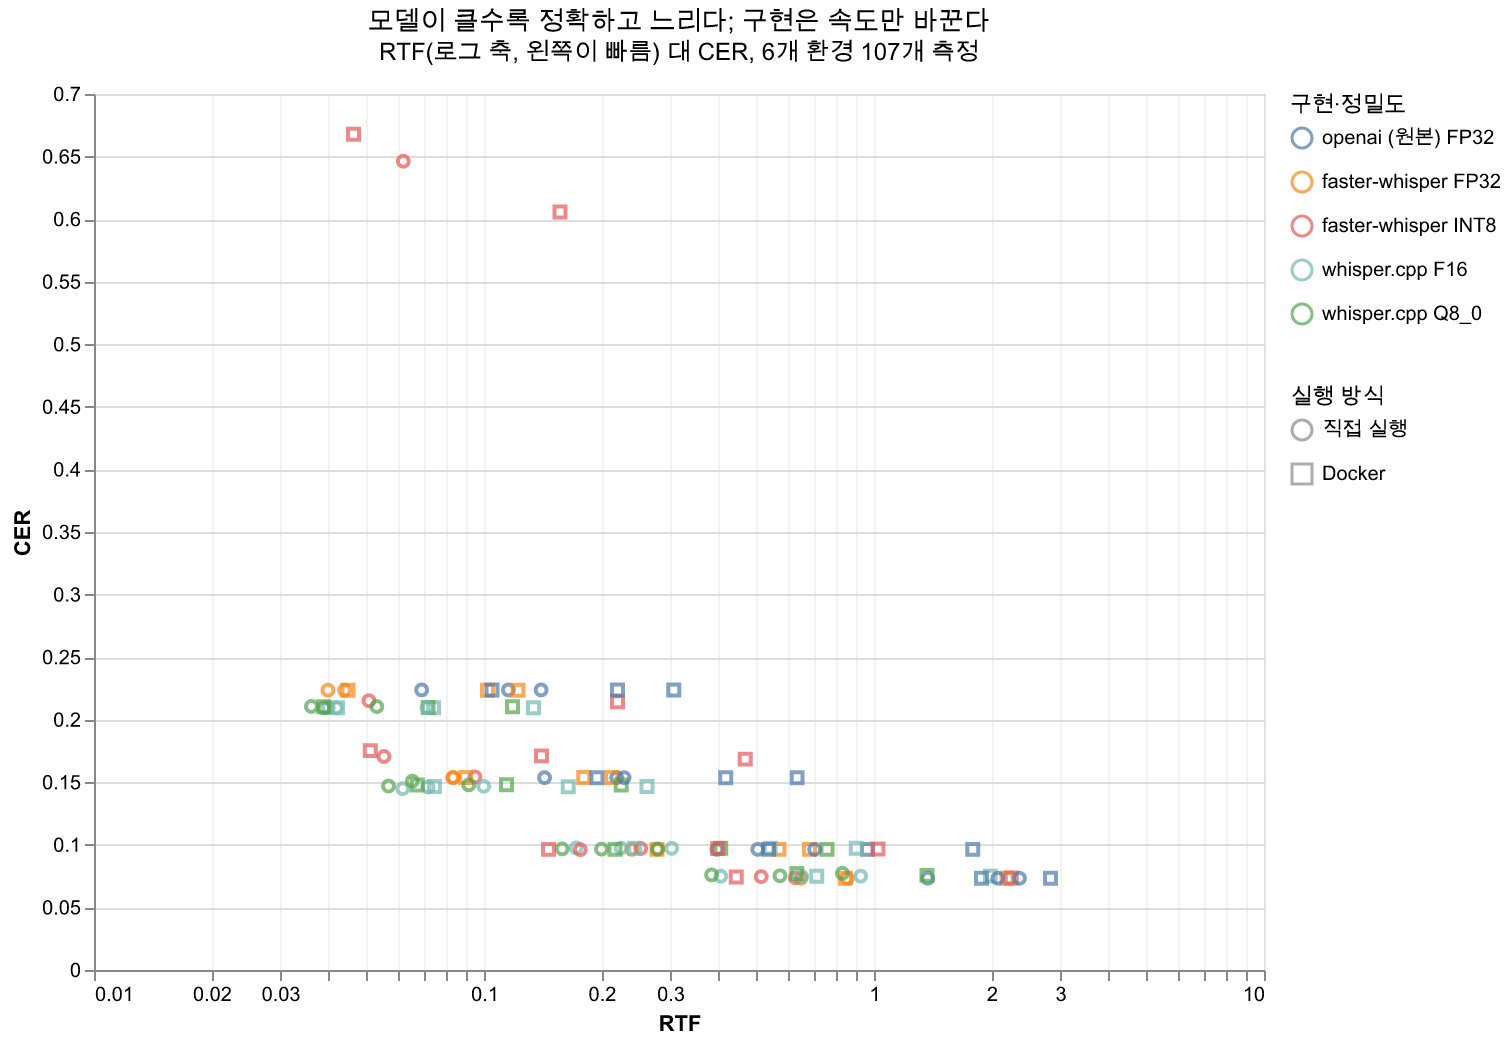 모델이 클수록 정확하고 느리다; 구현은 속도만 바꾼다
RTF(로그 축, 왼쪽이 빠름) 대 CER, 6개 환경 107개 측정
0.7
0.65
0.6
0.55
0.5
0.45
0.4
0.35
0.3
0.25
0.2
0.15
0.1
0.05
0
CER
0.01
0.02
0.03
0.1
0.2
0.3
1
2
3
10
RTF
구현·정밀도
openai (원본) FP32
faster-whisper FP32
faster-whisper INT8
whisper.cpp F16
whisper.cpp Q8_0
실행 방식
직접 실행
Docker